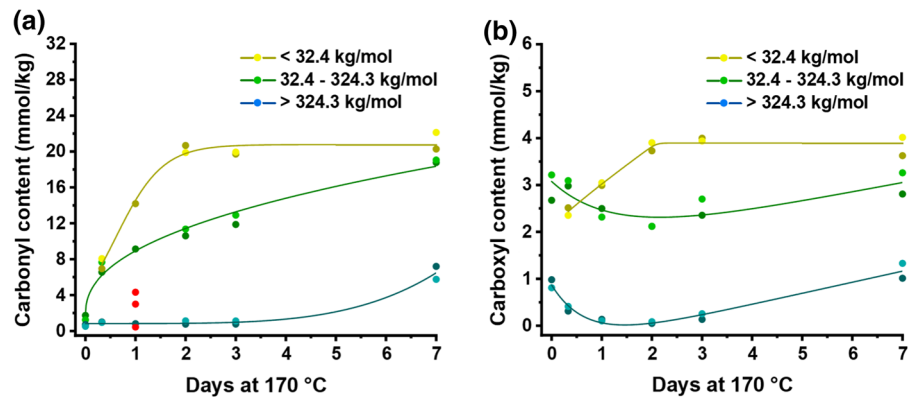 (a)
Carbonyl content (mmol/kg)
32
28
24
20
16
12
8
4
0
< 32.4 kg/mol
32.4 - 324.3 kg/mol
> 324.3 kg/mol
0 1 2 3 4 5 6 7
Days at 170 °C
(b)
Carboxyl content (mmol/kg)
6
5
4
3
2
1
0
< 32.4 kg/mol
32.4 - 324.3 kg/mol
> 324.3 kg/mol
0 1 2 3 4 5 6 7
Days at 170 °C